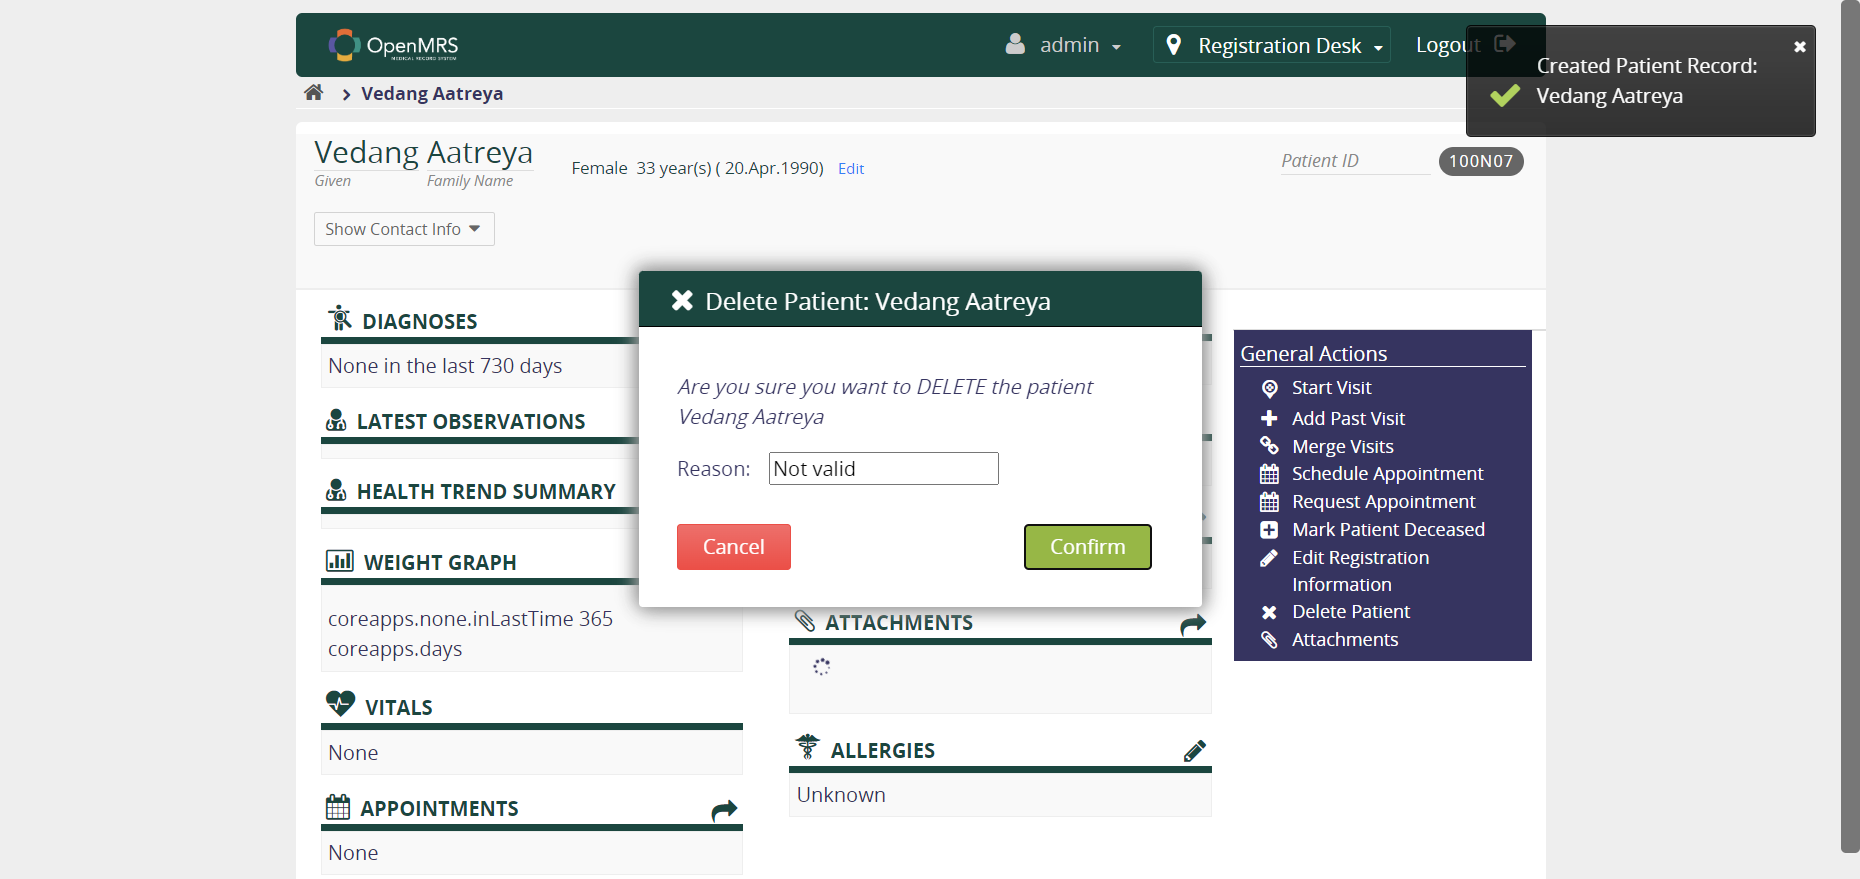 OpenMRS
MEDICAL RECORD SYSTEM
admin
Registration Desk
Logout
Created Patient Record:
Vedang Aatreya
Vedang Aatreya
Vedang Aatreya
Given
Family Name
Female 33 year(s) ( 20.Apr.1990) Edit
Patient ID
100N07
Show Contact Info
DIAGNOSES
None in the last 730 days
LATEST OBSERVATIONS
HEALTH TREND SUMMARY
WEIGHT GRAPH
coreapps.none.inLastTime 365
coreapps.days
VITALS
None
APPOINTMENTS
None
Delete Patient: Vedang Aatreya
Are you sure you want to DELETE the patient
Vedang Aatreya
Reason: Not valid
Cancel
Confirm
ATTACHMENTS
ALLERGIES
Unknown
General Actions
Start Visit
Add Past Visit
Merge Visits
Schedule Appointment
Request Appointment
Mark Patient Deceased
Edit Registration
Information
Delete Patient
Attachments